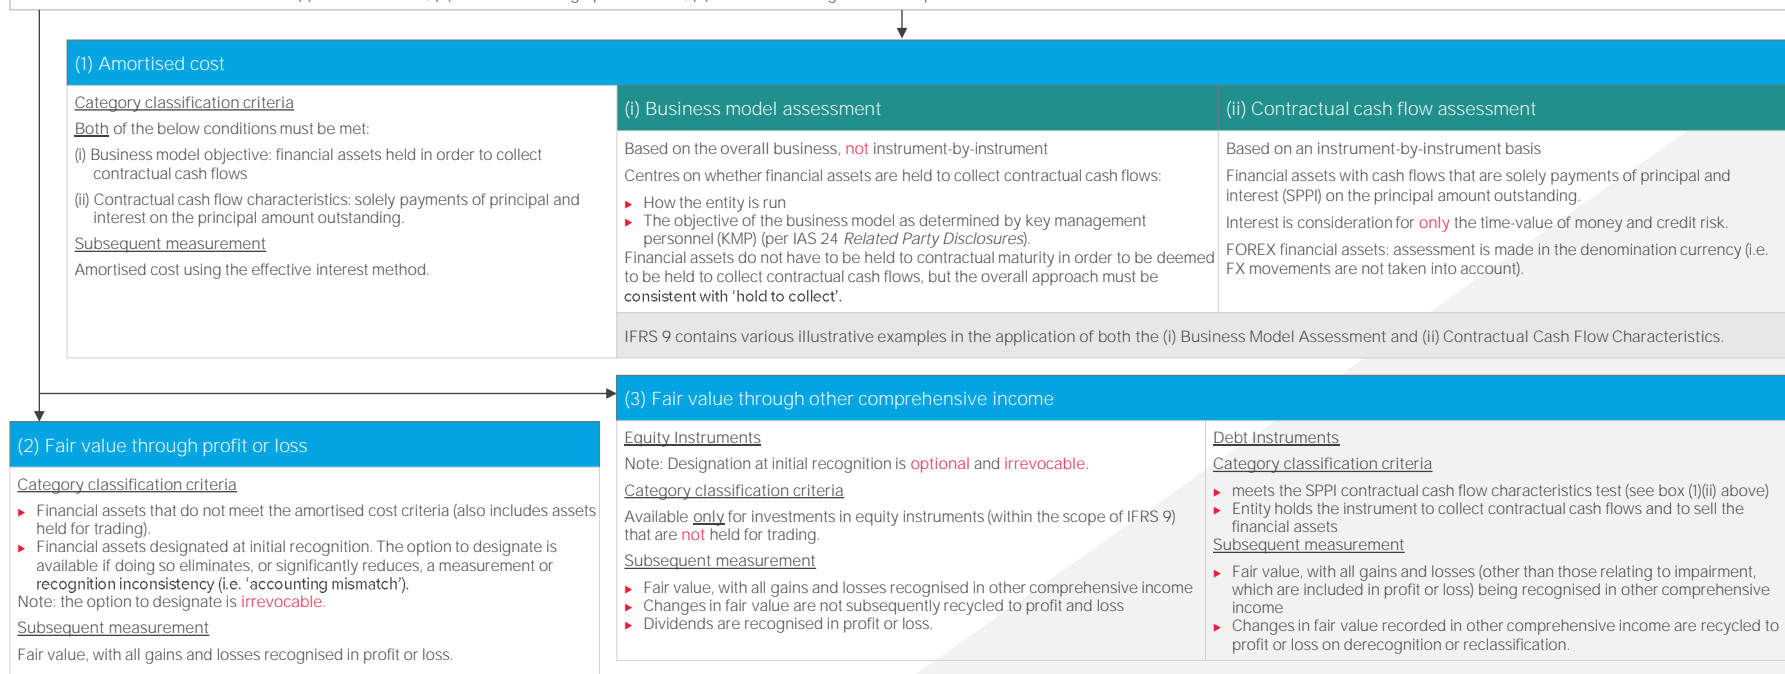 (1) Amortised cost
Category classification criteria
Both of the below conditions must be met:
(i) Business model objective: financial assets held in order to collect
contractual cash flows
(ii) Contractual cash flow characteristics: solely payments of principal and
interest on the principal amount outstanding.
Subsequent measurement
Amortised cost using the effective interest method.
(i) Business model assessment
Based on the overall business, not instrument-by-instrument
Centres on whether financial assets are held to collect contractual cash flows:
► How the entity is run
► The objective of the business model as determined by key management
personnel (KMP) (per IAS 24 Related Party Disclosures).
Financial assets do not have to be held to contractual maturity in order to be deemed
to be held to collect contractual cash flows, but the overall approach must be
consistent with ‘hold to collect’.
(ii) Contractual cash flow assessment
Based on an instrument-by-instrument basis
Financial assets with cash flows that are solely payments of principal and
interest (SPPI) on the principal amount outstanding.
Interest is consideration for only the time-value of money and credit risk.
FOREX financial assets: assessment is made in the denomination currency (i.e.
FX movements are not taken into account).
IFRS 9 contains various illustrative examples in the application of both the (i) Business Model Assessment and (ii) Contractual Cash Flow Characteristics.
(2) Fair value through profit or loss
Category classification criteria
► Financial assets that do not meet the amortised cost criteria (also includes assets
held for trading).
► Financial assets designated at initial recognition. The option to designate is
available if doing so eliminates, or significantly reduces, a measurement or
recognition inconsistency (i.e. ‘accounting mismatch’).
Note: the option to designate is irrevocable.
Subsequent measurement
Fair value, with all gains and losses recognised in profit or loss.
(3) Fair value through other comprehensive income
Equity Instruments
Note: Designation at initial recognition is optional and irrevocable.
Category classification criteria
Available only for investments in equity instruments (within the scope of IFRS 9)
that are not held for trading.
Subsequent measurement
► Fair value, with all gains and losses recognised in other comprehensive income
► Changes in fair value are not subsequently recycled to profit and loss
► Dividends are recognised in profit or loss.
Debt Instruments
Category classification criteria
► meets the SPPI contractual cash flow characteristics test (see box (1)(ii) above)
► Entity holds the instrument to collect contractual cash flows and to sell the
financial assets
Subsequent measurement
► Fair value, with all gains and losses (other than those relating to impairment,
which are included in profit or loss) being recognised in other comprehensive
income
► Changes in fair value recorded in other comprehensive income are recycled to
profit or loss on derecognition or reclassification.